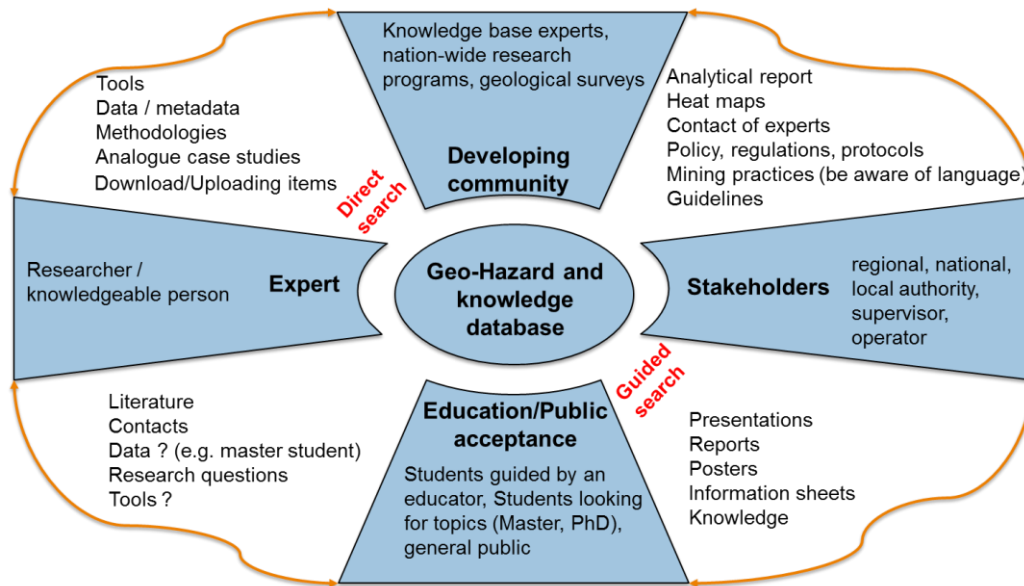 Knowledge base experts,
nation-wide research
programs, geological surveys
Developing
community
Tools
Data / metadata
Methodologies
Analogue case studies
Download/Uploading items
Direct
search
Analytical report
Heat maps
Contact of experts
Policy, regulations, protocols
Mining practices (be aware of language)
Guidelines
Researcher /
knowledgeable person
Expert
Geo-Hazard and
knowledge
database
Stakeholders
regional, national,
local authority,
supervisor,
operator
Guided
search
Literature
Contacts
Data ? (e.g. master student)
Research questions
Tools ?
Education/Public
acceptance
Students guided by an
educator, Students looking
for topics (Master, PhD),
general public
Presentations
Reports
Posters
Information sheets
Knowledge